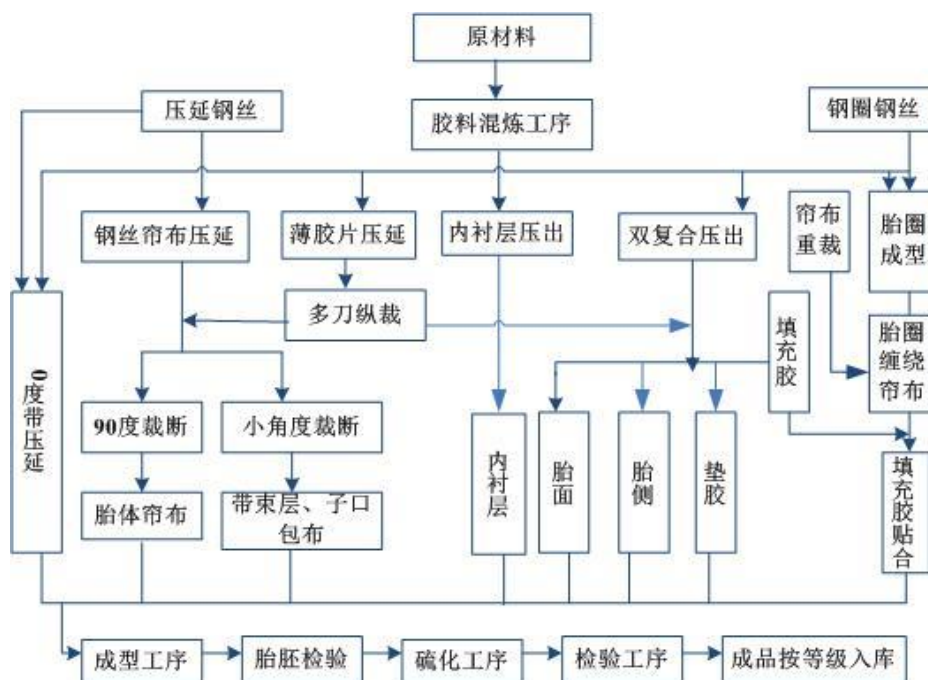 原材料
压延钢丝
胶料混炼工序
钢圈钢丝
钢丝帘布压延
薄胶片压延
内衬层压出
双复合压出
帘布
重裁
胎圈
成型
0度带压延
多刀纵裁
填充胶
胎圈
缠绕
帘布
90度裁断
小角度裁断
内衬层
胎面
胎侧
垫胶
填充胶贴合
胎体帘布
带束层、子口
包布
成型工序
胎胚检验
硫化工序
检验工序
成品按等级入库